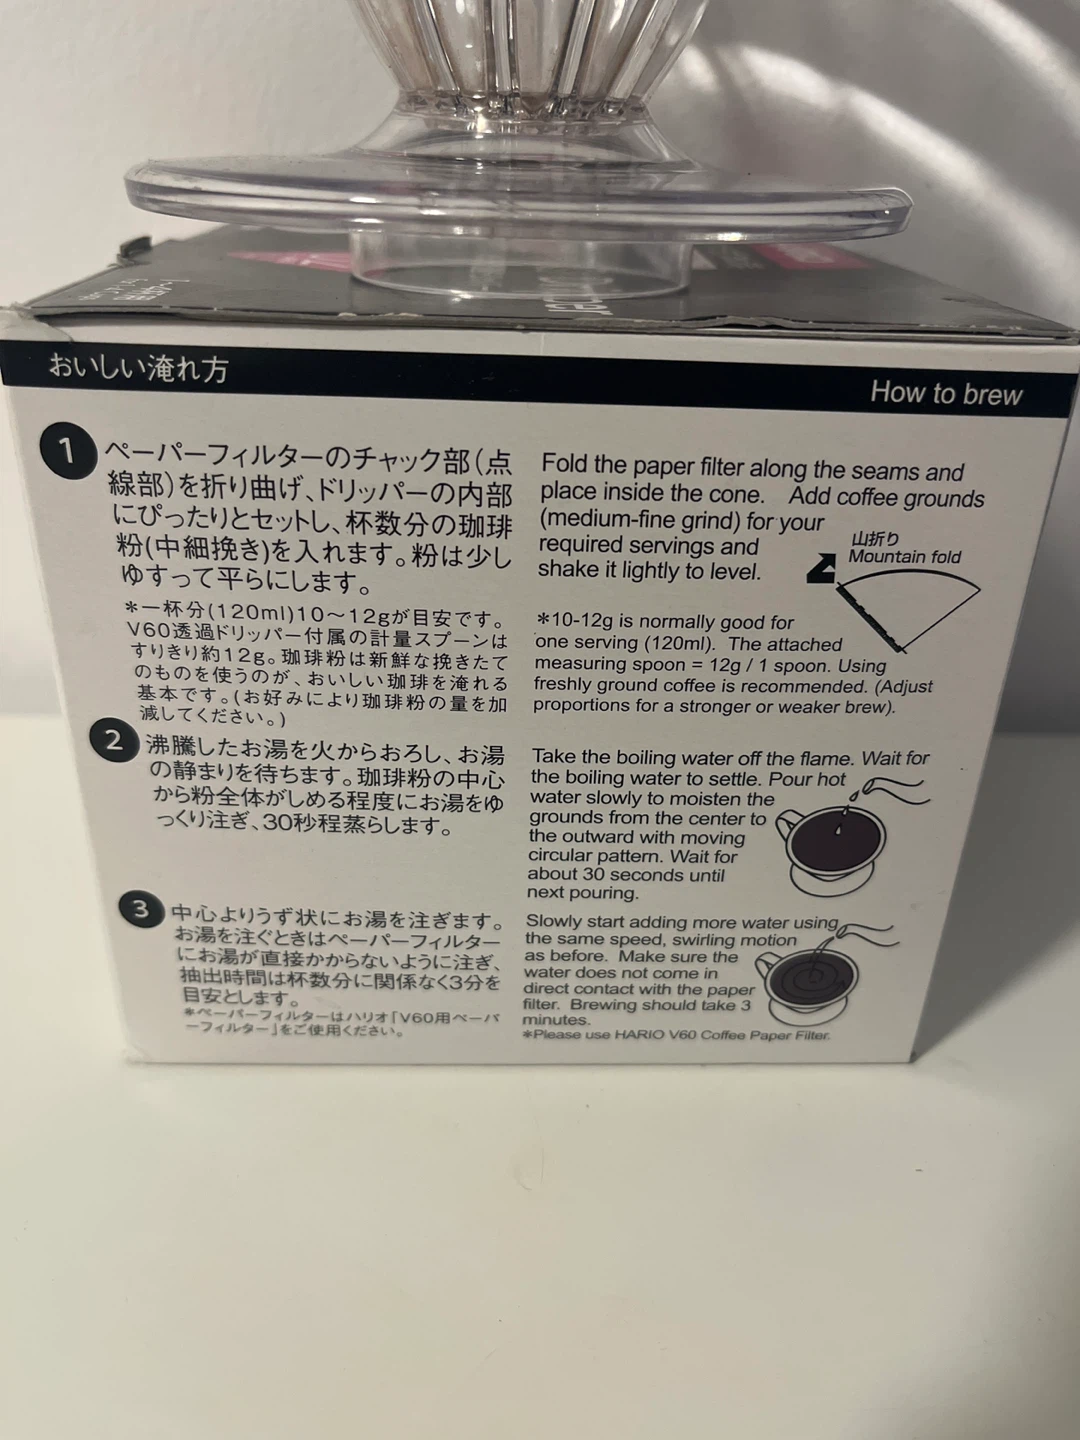 おいしい淹れ方
How to brew
1
ペーパーフィルターのチャック部(点
線部)を折り曲げ、ドリッパーの内部
にぴったりとセットし、杯数分の珈琲
粉(中細挽き)を入れます。粉は少し
ゆすって平らにします。
＊一杯分(120ml)10〜12gが目安です。
V60透過ドリッパー付属の計量スプーンは
すりきり約12g。珈琲粉は新鮮な挽きたて
のものを使うのが、おいしい珈琲を淹れる
基本です。(お好みにより珈琲粉の量を加
減してください。)
Fold the paper filter along the seams and
place inside the cone. Add coffee grounds
(medium-fine grind) for your
required servings and
shake it lightly to level.
山折り
Mountain fold
＊10-12g is normally good for
one serving (120ml). The attached
measuring spoon = 12g / 1 spoon. Using
freshly ground coffee is recommended. (Adjust
proportions for a stronger or weaker brew).
2
沸騰したお湯を火からおろし、お湯
の静まりを待ちます。珈琲粉の中心
から粉全体がしめる程度にお湯をゆ
っくり注ぎ、30秒程蒸らします。
Take the boiling water off the flame. Wait for
the boiling water to settle. Pour hot
water slowly to moisten the
grounds from the center to
the outward with moving
circular pattern. Wait for
about 30 seconds until
next pouring.
3
中心よりうず状にお湯を注ぎます。
お湯を注ぐときはペーパーフィルター
にお湯が直接かからないように注ぎ、
抽出時間は杯数分に関係なく3分を
目安とします。
＊ペーパーフィルターはハリオ「V60用ペーパ
ーフィルター」をご使用ください。
Slowly start adding more water using
the same speed, swirling motion
as before. Make sure the
water does not come in
direct contact with the paper
filter. Brewing should take 3
minutes.
＊Please use HARIO V60 Coffee Paper Filter.